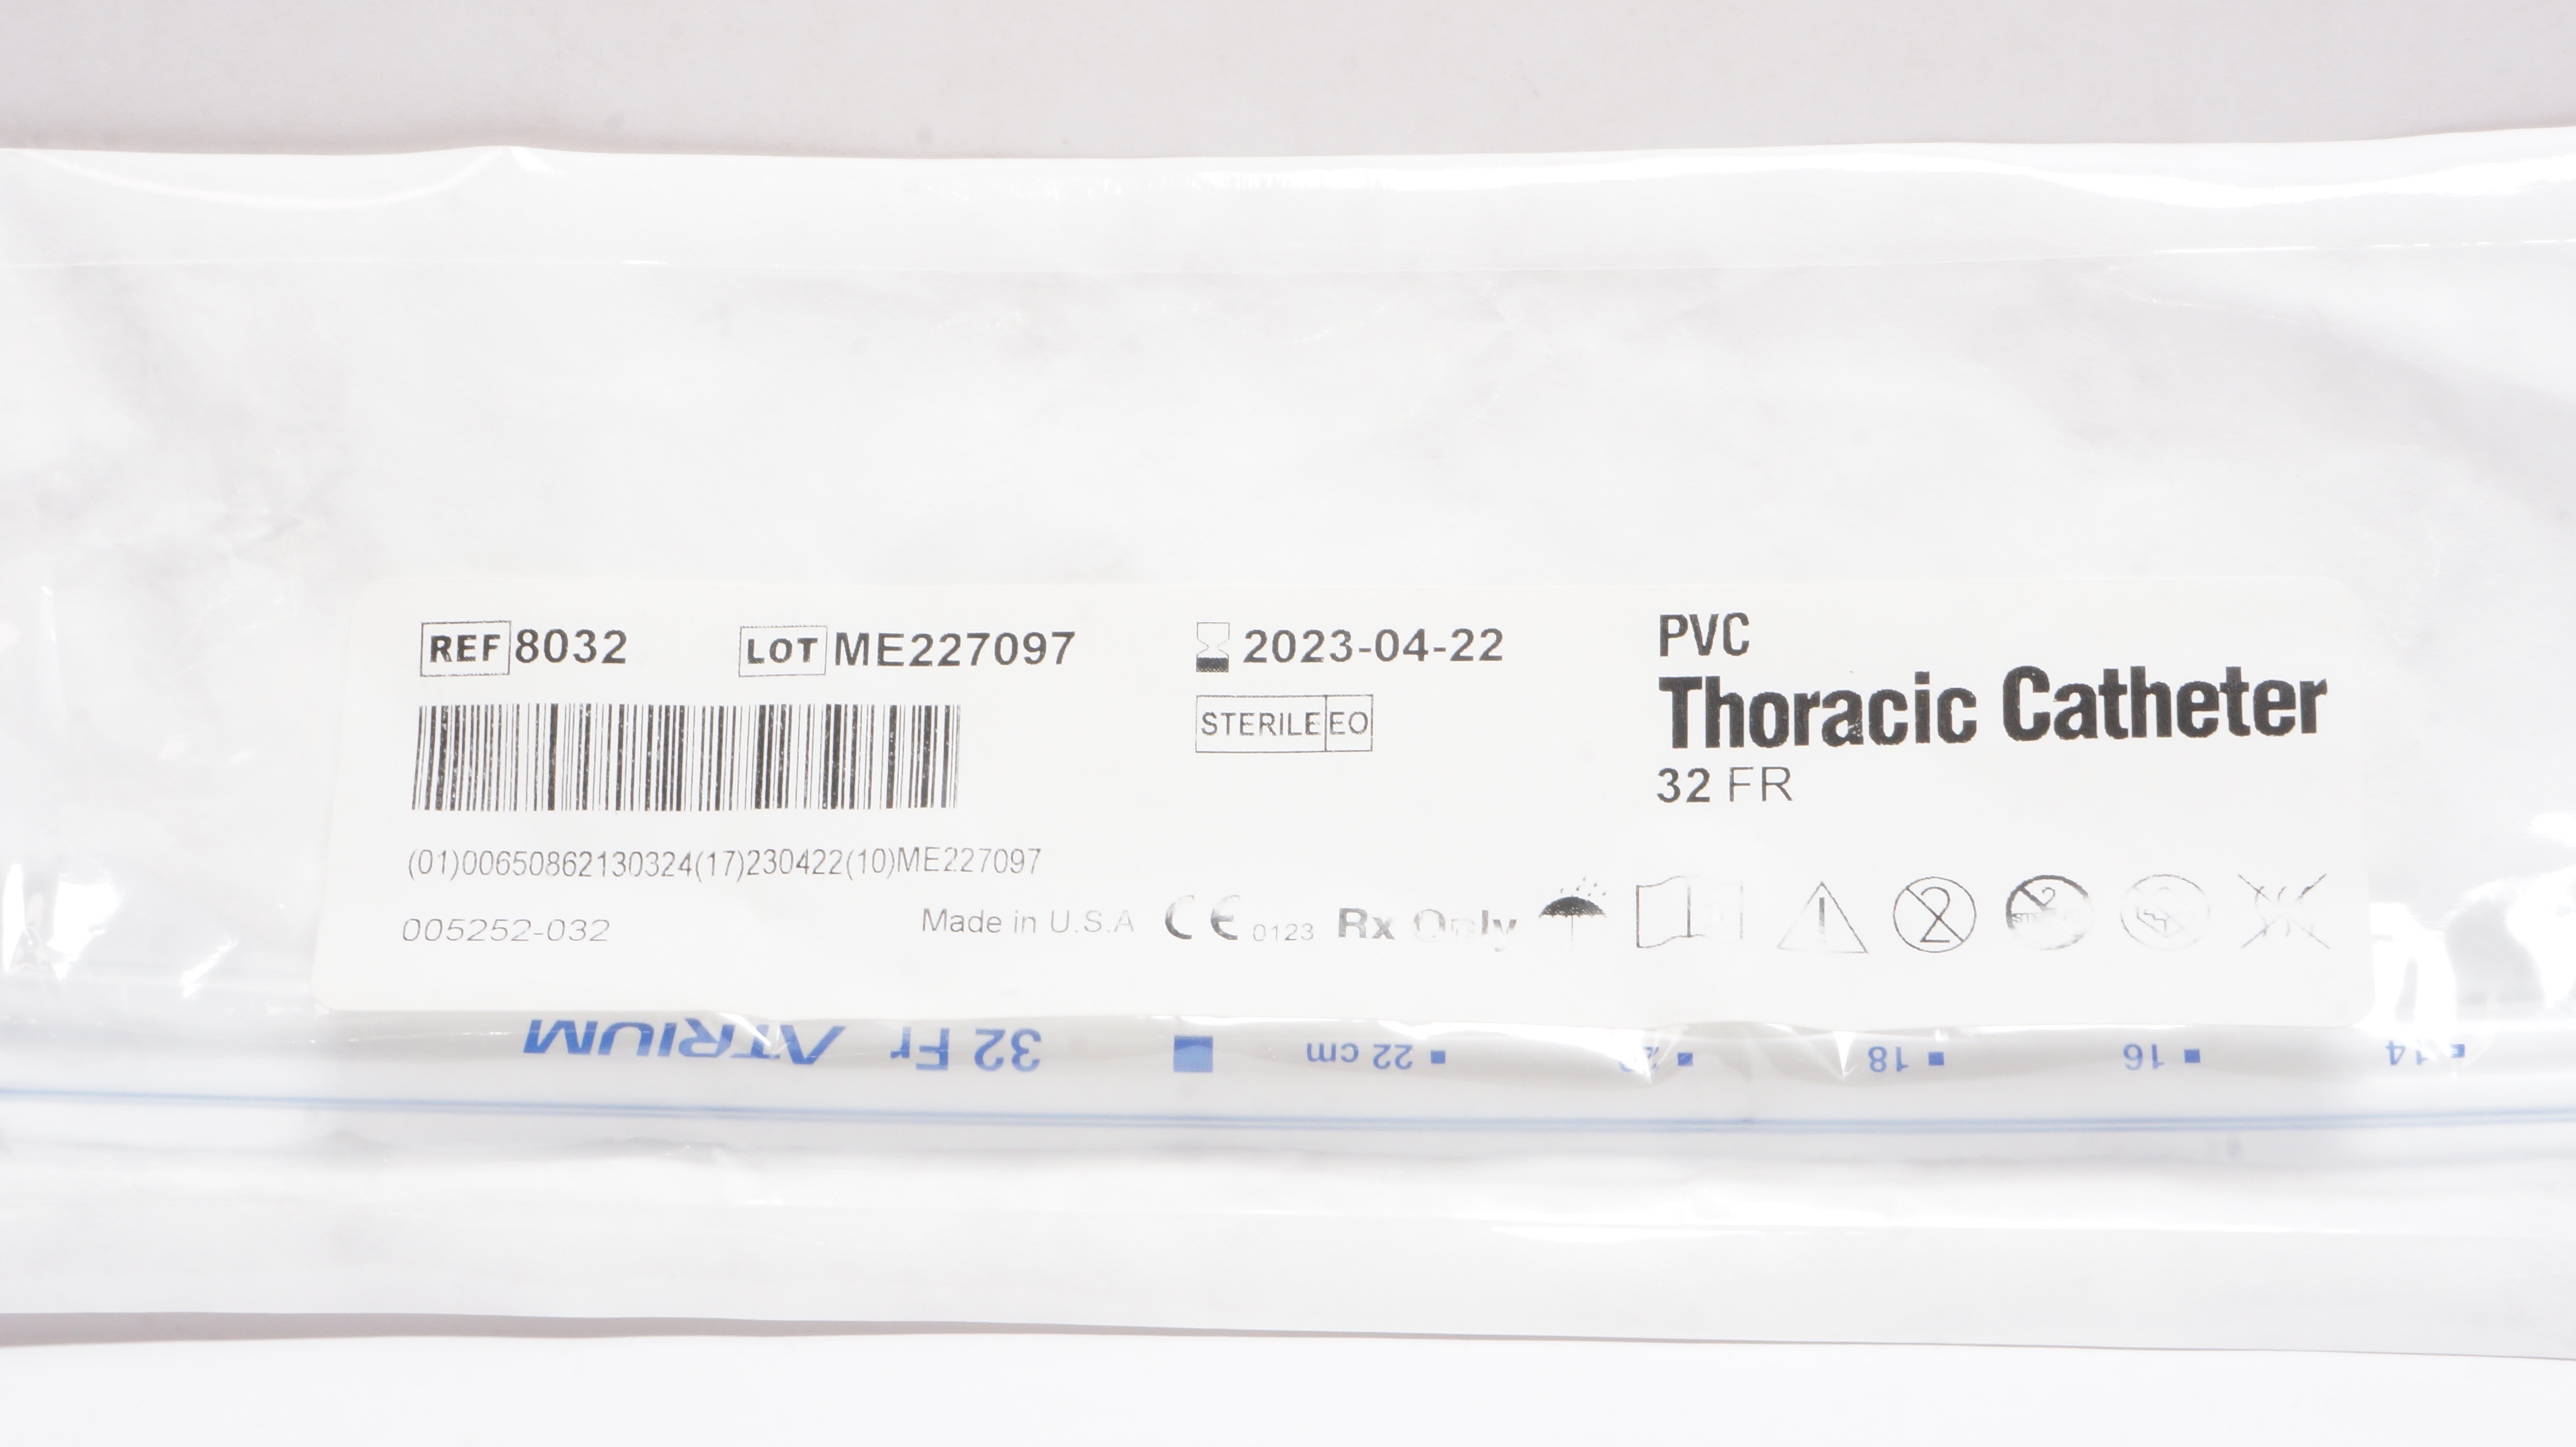 REF 8032 LOT ME227097 2023-04-22
STERILE EO
PVC
Thoracic Catheter
32 FR
(01)00650862130324(17)230422(10)ME227097
005252-032 Made in U.S.A CE 0123 Rx Only
ATRIUM 32 Fr 22 cm 18 16 14